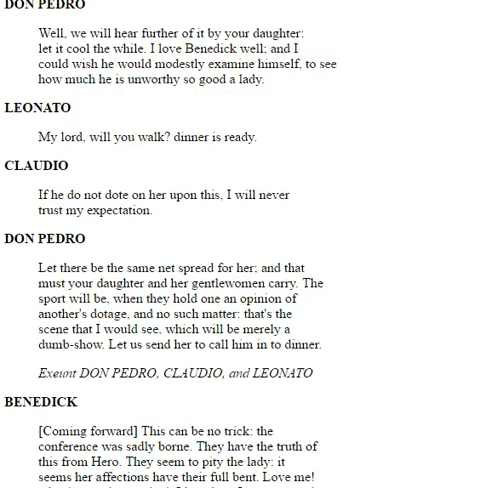 DON PEDRO
Well, we will hear further of it by your daughter:
let it cool the while. I love Benedick well; and I
could wish he would modestly examine himself, to see
how much he is unworthy so good a lady.
LEONATO
My lord, will you walk? dinner is ready.
CLAUDIO
If he do not dote on her upon this, I will never
trust my expectation.
DON PEDRO
Let there be the same net spread for her; and that
must your daughter and her gentlewomen carry. The
sport will be, when they hold one an opinion of
another's dotage, and no such matter: that's the
scene that I would see, which will be merely a
dumb-show. Let us send her to call him in to dinner.
Exeunt DON PEDRO, CLAUDIO, and LEONATO
BENEDICK
[Coming forward] This can be no trick: the
conference was sadly borne. They have the truth of
this from Hero. They seem to pity the lady: it
seems her affections have their full bent. Love me!